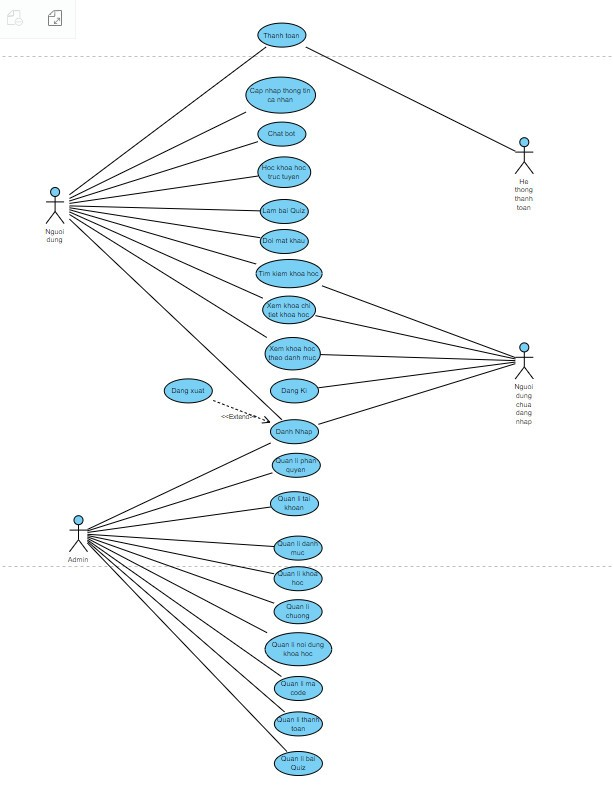 Thanh toan
Cap nhap thong tin
ca nhan
Chat bot
Hoc khoa hoc
truc tuyen
Lam bai Quiz
Doi mat khau
Tim kiem khoa hoc
Xem khoa chi
tiet khoa hoc
Xem khoa hoc
theo danh muc
Dang xuat
<<Extend>>
Dang Ki
Danh Nhap
Quan li phan
quyen
Quan li tai
khoan
Quan li danh
muc
Quan li khoa
hoc
Quan li
chuong
Quan li noi dung
khoa hoc
Quan li ma
code
Quan li thanh
toan
Quan li bai
Quiz
Nguoi
dung
Admin
He
thong
thanh
toan
Nguoi
dung
chua
dang
nhap